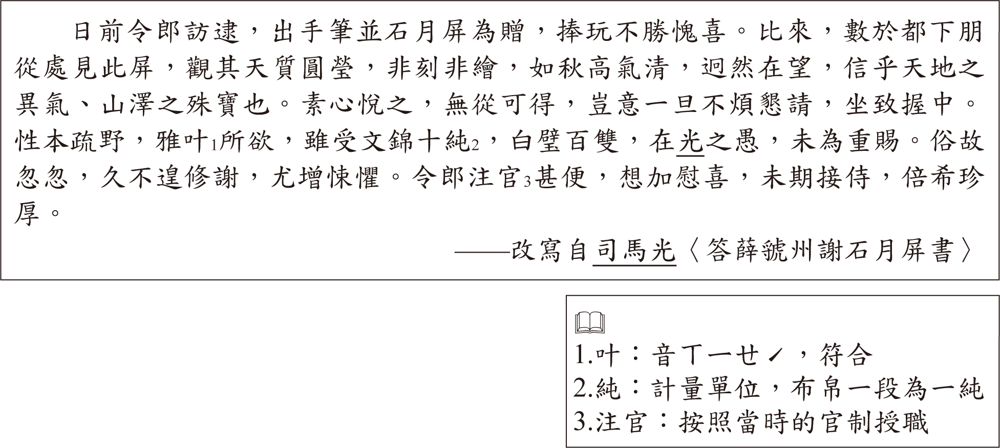 日前令郎訪逮，出手筆並石月屏為贈，捧玩不勝愧喜。比來，數於都下朋
從處見此屏，觀其天質圓瑩，非刻非繪，如秋高氣清，迥然在望，信乎天地之
異氣、山澤之殊寶也。素心悅之，無從可得，豈意一旦不煩懇請，坐致握中。
性本疏野，雅叶1所欲，雖受文錦十純2，白璧百雙，在光之愚，未為重賜。俗故
忽忽，久不遑修謝，尤增悚懼。令郎注官3甚便，想加慰喜，未期接侍，倍希珍
厚。
——改寫自司馬光〈答薛虢州謝石月屏書〉
1.叶：音ㄒㄧㄝˊ，符合
2.純：計量單位，布帛一段為一純
3.注官：按照當時的官制授職